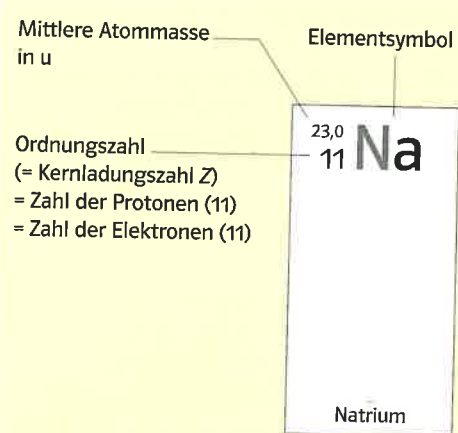 Mittlere Atommasse
in u
Elementsymbol
Ordnungszahl
(= Kernladungszahl Z)
= Zahl der Protonen (11)
= Zahl der Elektronen (11)
23,0
11 Na
Natrium